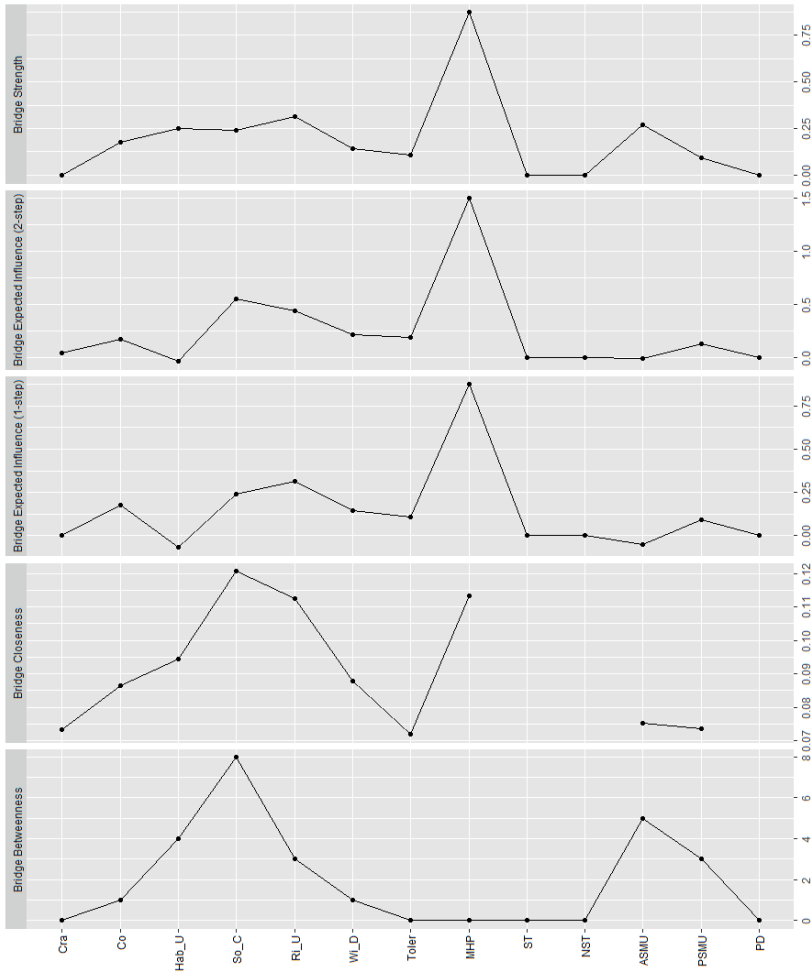 Bridge Strength
0.00
0.25
0.50
0.75
Bridge Expected Influence (2-step)
0.0
0.5
1.0
1.5
Bridge Expected Influence (1-step)
0.00
0.25
0.50
0.75
Bridge Closeness
0.07
0.08
0.09
0.10
0.11
0.12
Bridge Betweenness
0
2
4
6
8
Cra
Co
Hab_U
So_C
Ri_U
Wi_D
Toler
MHP
ST
NST
ASMU
PSMU
PD